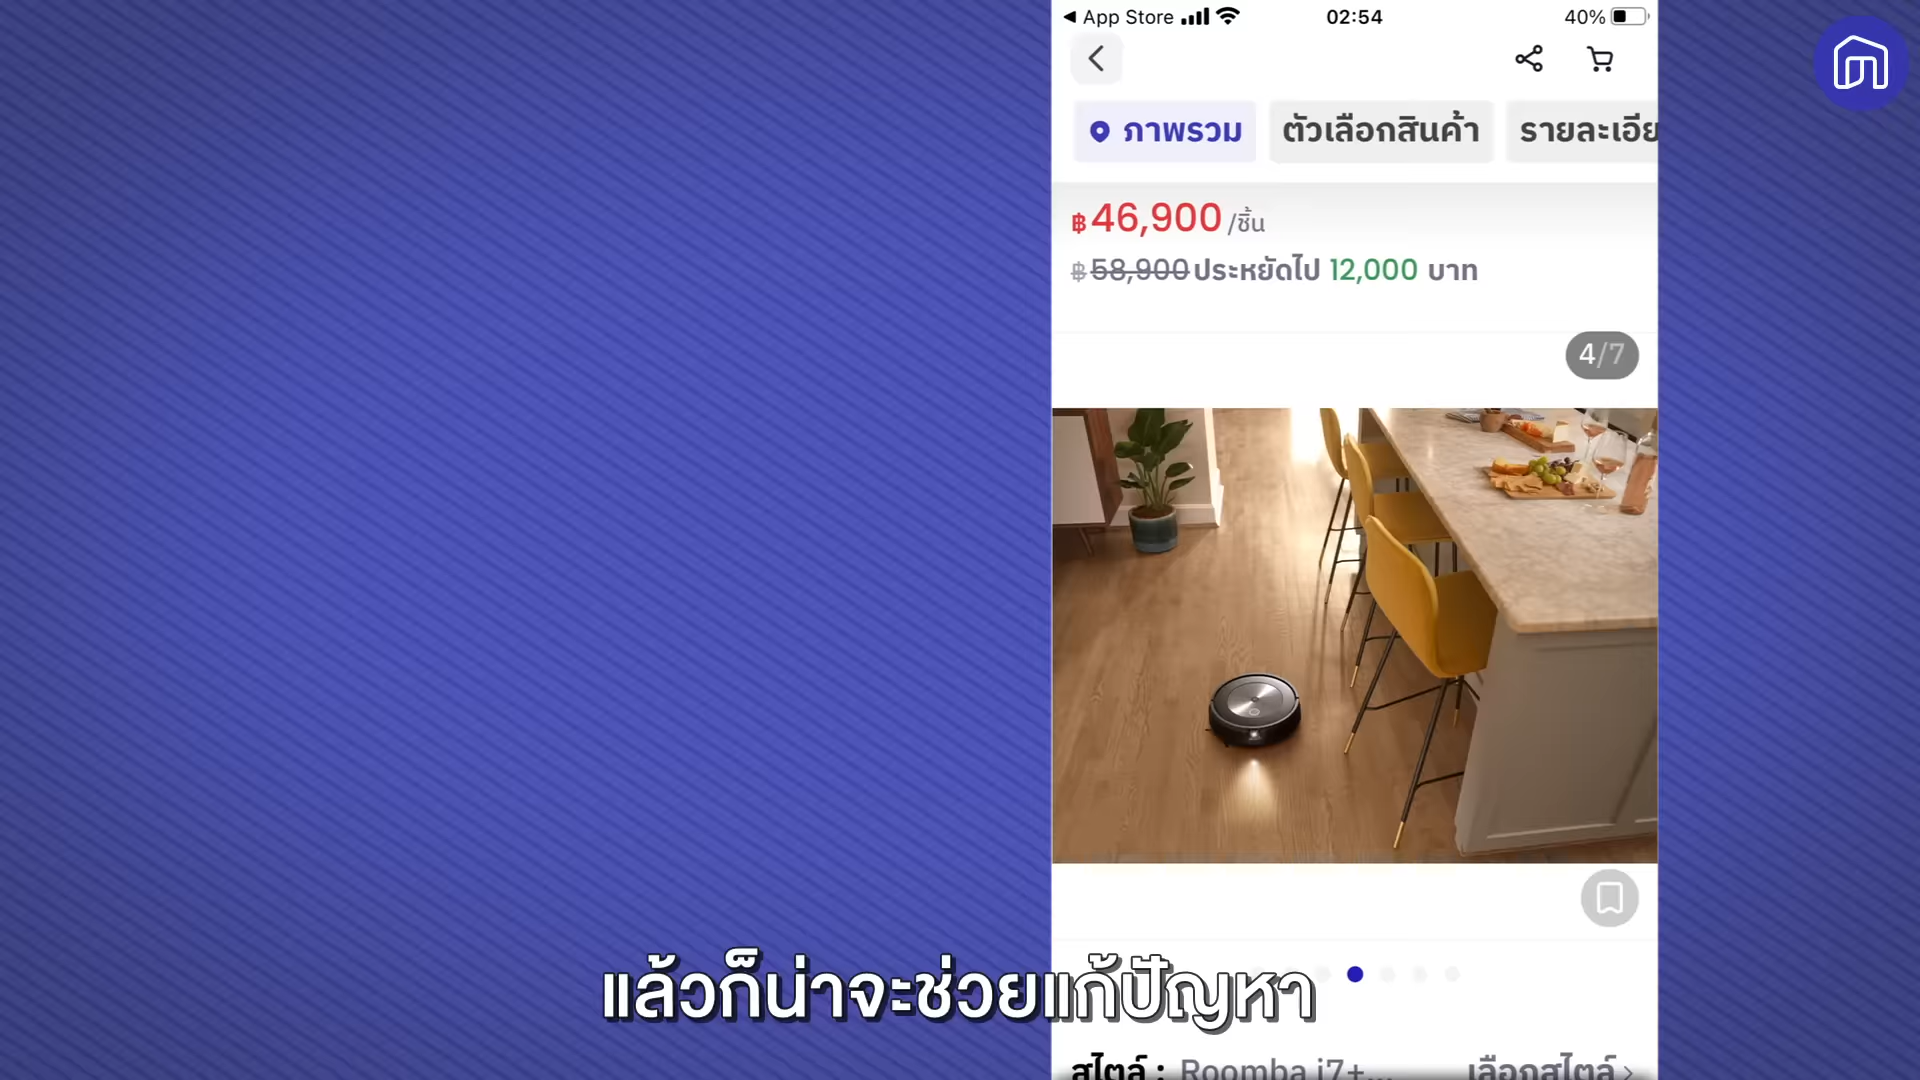 App Store
02:54
40%
ภาพรวม
ตัวเลือกสินค้า
รายละเอีย
฿46,900/ชิ้น
฿58,900 ประหยัดไป 12,000 บาท
4/7
แล้วก็น่าจะช่วยแก้ปัญหา
สไตล์ : Roomba j7+...
เลือกสไตล์